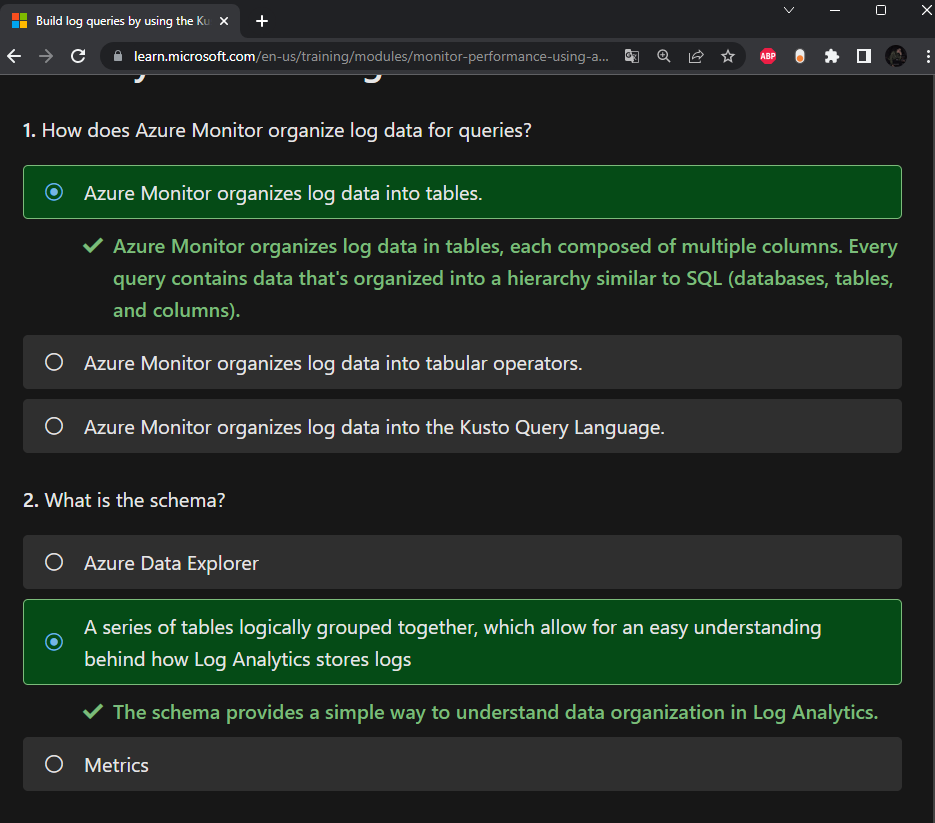 Build log queries by using the Ku
learn.microsoft.com/en-us/training/modules/monitor-performance-using-a...
ABP
1. How does Azure Monitor organize log data for queries?
Azure Monitor organizes log data into tables.
Azure Monitor organizes log data in tables, each composed of multiple columns. Every
query contains data that's organized into a hierarchy similar to SQL (databases, tables,
and columns).
Azure Monitor organizes log data into tabular operators.
Azure Monitor organizes log data into the Kusto Query Language.
2. What is the schema?
Azure Data Explorer
A series of tables logically grouped together, which allow for an easy understanding
behind how Log Analytics stores logs
The schema provides a simple way to understand data organization in Log Analytics.
Metrics